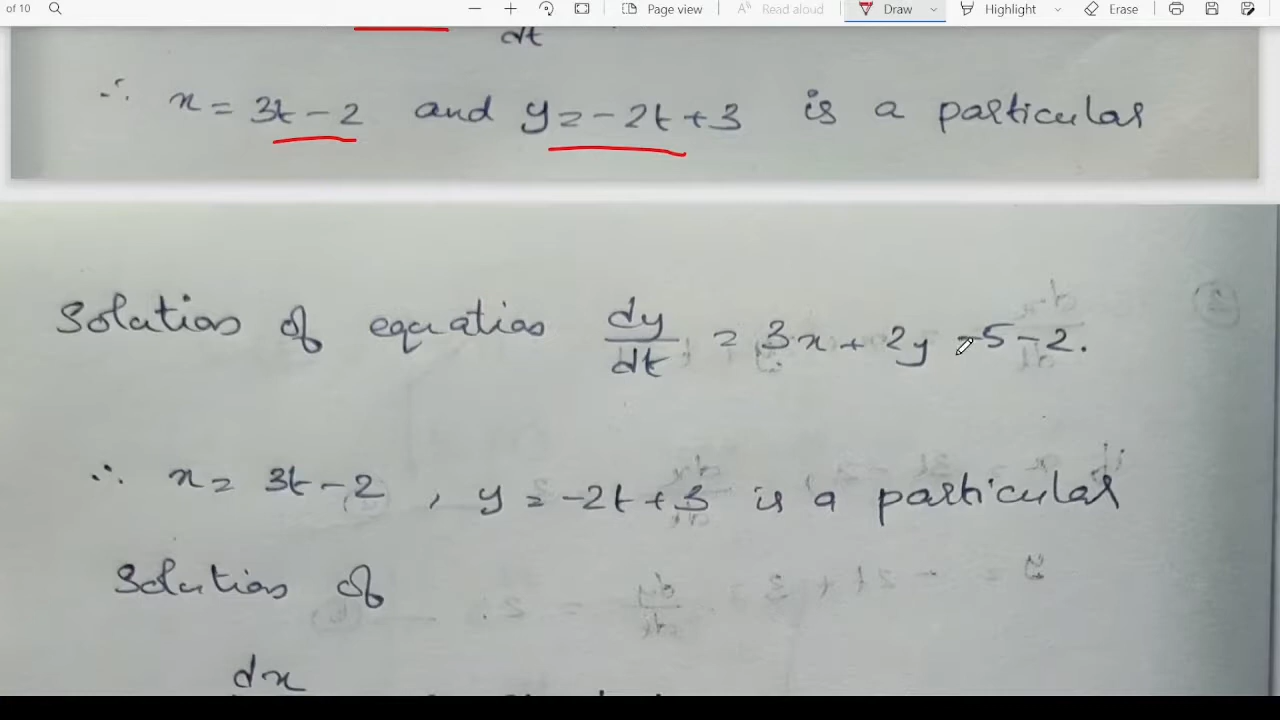 of 10 Page view Read aloud Draw Highlight Erase
dt
∴ x = 3t - 2 and y = -2t + 3 is a particular
Solution of equation dy/dt = 3x + 2y - 5 - 2.
∴ x = 3t - 2 , y = -2t + 3 is a particular
Solution of
dx